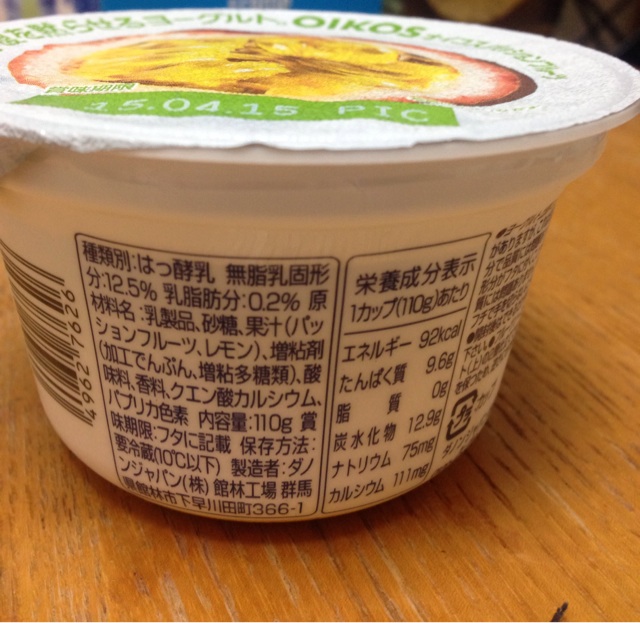 らせるヨーグルト、OIKOS
賞味期限
15.04.15 PIC
種類別:はっ酵乳 無脂乳固形
分:12.5% 乳脂肪分:0.2% 原
材料名:乳製品、砂糖、果汁(パッ
ションフルーツ、レモン)、増粘剤
(加工でんぷん、増粘多糖類)、酸
味料、香料、クエン酸カルシウム、
パプリカ色素 内容量:110g 賞
味期限:フタに記載 保存方法:
要冷蔵(10℃以下) 製造者:ダノ
ンジャパン(株) 館林工場 群馬
県館林市下早川田町366-1
栄養成分表示
1カップ(110g)あたり
エネルギー 92kcal
たんぱく質 9.6g
脂質 0g
炭水化物 12.9g
ナトリウム 75mg
カルシウム 111mg
4962 7626